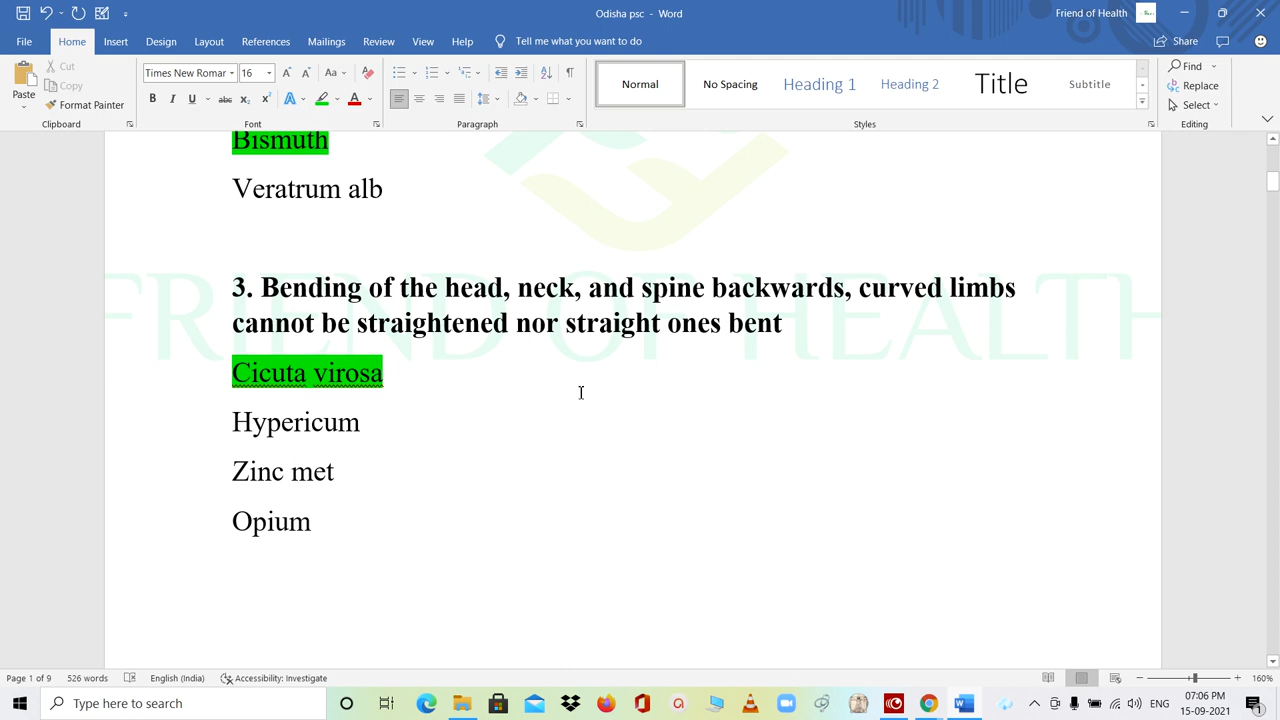 Odisha psc - Word
Friend of Health
File Home Insert Design Layout References Mailings Review View Help Tell me what you want to do Share
Paste Cut Copy Format Painter
Times New Romar 16
Normal No Spacing Heading 1 Heading 2 Title Subtitle
Find Replace Select
Clipboard Font Paragraph Styles Editing
Bismuth
Veratrum alb
3. Bending of the head, neck, and spine backwards, curved limbs
cannot be straightened nor straight ones bent
Cicuta virosa
Hypericum
Zinc met
Opium
FRIEND OF HEALTH
Page 1 of 9 526 words English (India) Accessibility: Investigate 160%
Type here to search
ENG 07:06 PM
15-09-2021